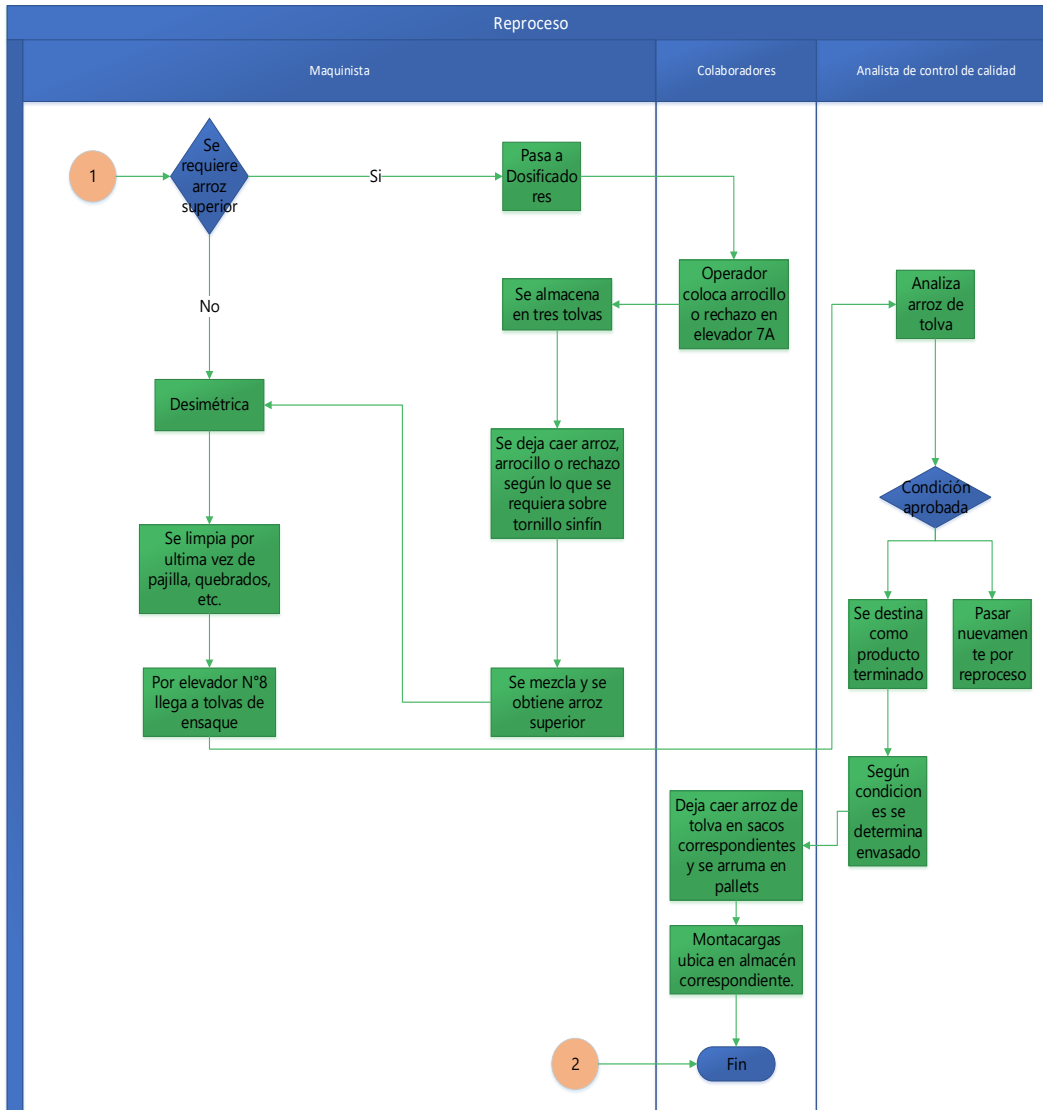 Reproceso
Maquinista
Colaboradores
Analista de control de calidad
1
Se
requiere
arroz
superior
Si
Pasa a
Dosificado
res
Operador
coloca arrocillo
o rechazo en
elevador 7A
Se almacena
en tres tolvas
Analiza
arroz de
tolva
No
Desimétrica
Se deja caer arroz,
arrocillo o rechazo
según lo que se
requiera sobre
tornillo sinfín
Condición
aprobada
Se limpia por
ultima vez de
pajilla, quebrados,
etc.
Se destina
como
producto
terminado
Pasar
nuevame
nte por
reproceso
Por elevador N°8
llega a tolvas de
ensaque
Se mezcla y se
obtiene arroz
superior
Según
condicion
es se
determina
envasado
Deja caer arroz de
tolva en sacos
correspondientes
y se arruma en
pallets
Montacargas
ubica en almacén
correspondiente.
2
Fin